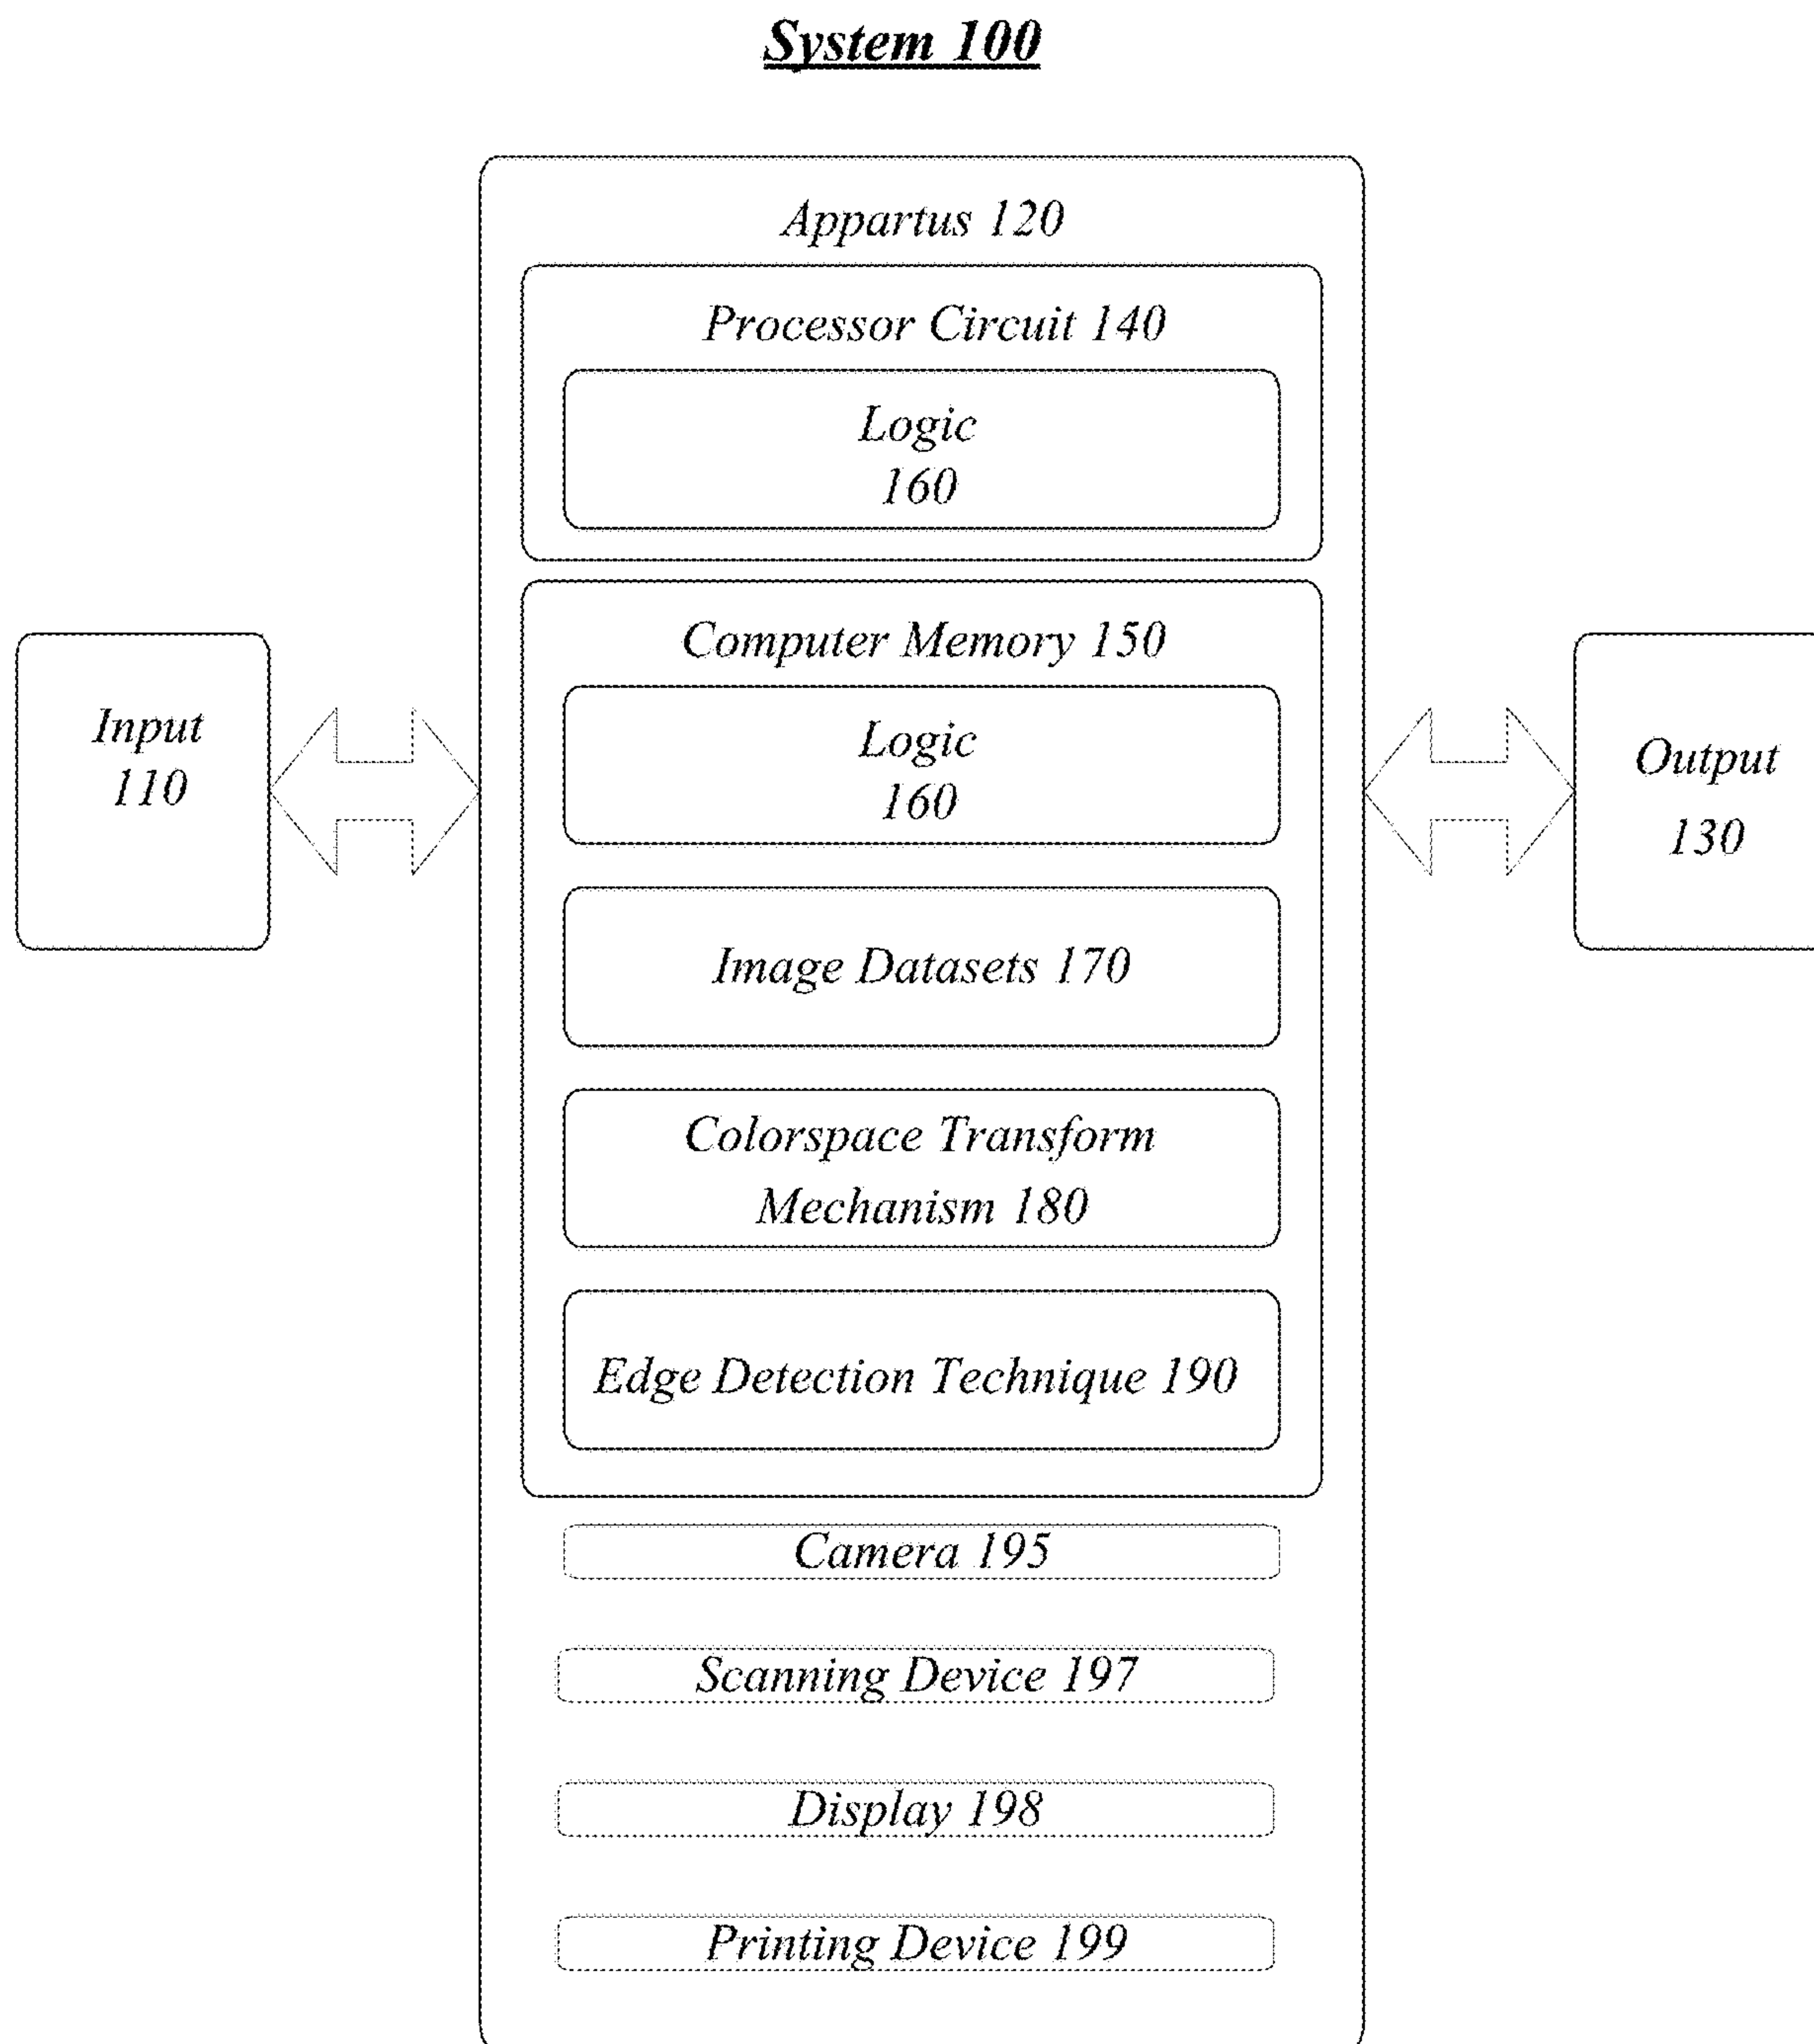 System 100
Appartus 120
Processor Circuit 140
Logic
160
Computer Memory 150
Logic
160
Input
110
Output
130
Image Datasets 170
Colorspace Transform
Mechanism 180
Edge Detection Technique 190
Camera 195
Scanning Device 197
Display 198
Printing Device 199